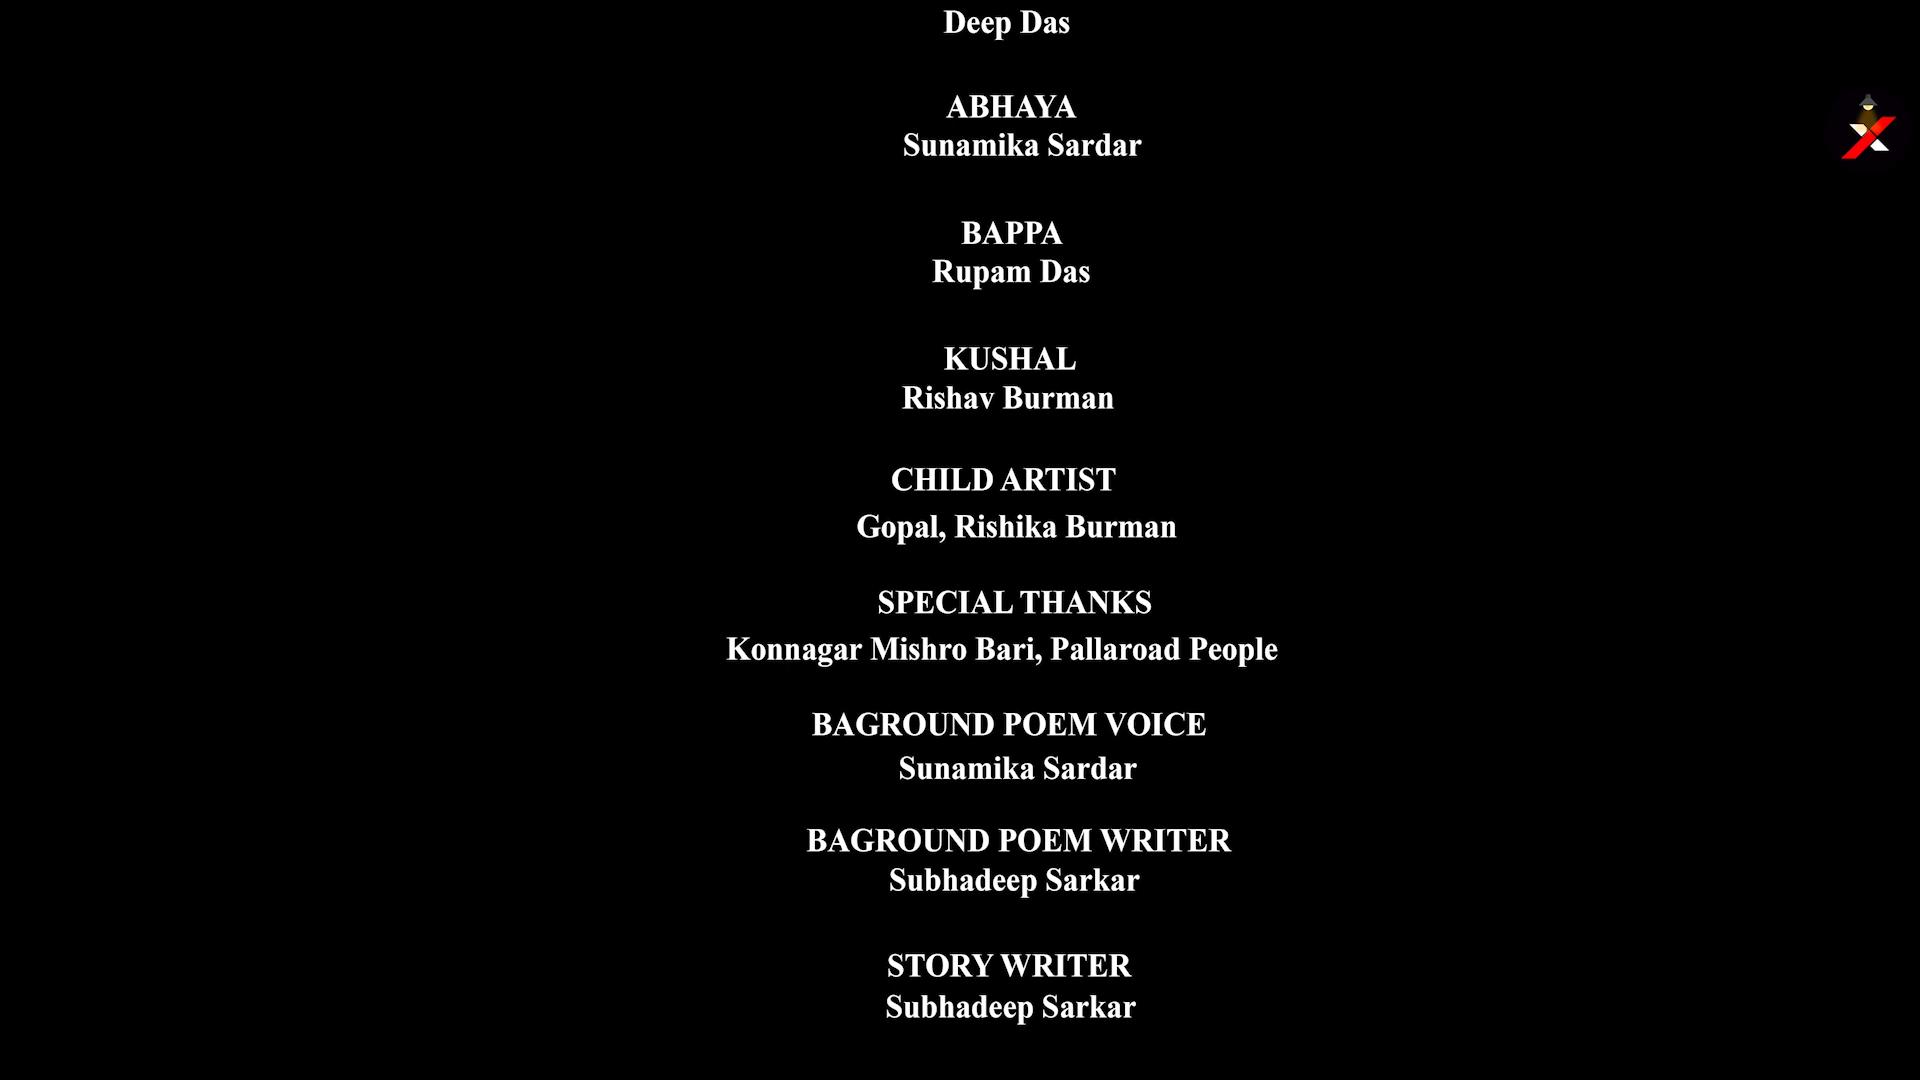 Deep Das
ABHAYA
Sunamika Sardar
BAPPA
Rupam Das
KUSHAL
Rishav Burman
CHILD ARTIST
Gopal, Rishika Burman
SPECIAL THANKS
Konnagar Mishro Bari, Pallaroad People
BAGROUND POEM VOICE
Sunamika Sardar
BAGROUND POEM WRITER
Subhadeep Sarkar
STORY WRITER
Subhadeep Sarkar